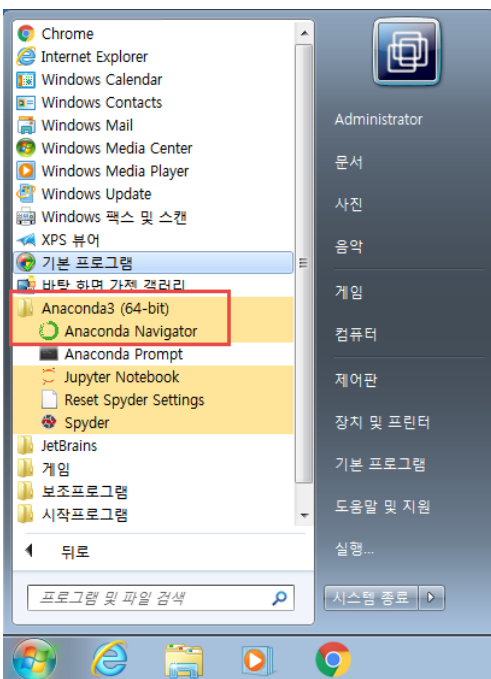 Chrome
Internet Explorer
Windows Calendar
Windows Contacts
Windows Mail
Windows Media Center
Windows Media Player
Windows Update
Windows 팩스 및 스캔
XPS 뷰어
기본 프로그램
바탕 화면 가젯 갤러리
Anaconda3 (64-bit)
Anaconda Navigator
Anaconda Prompt
Jupyter Notebook
Reset Spyder Settings
Spyder
JetBrains
게임
보조프로그램
시작프로그램
뒤로
프로그램 및 파일 검색
Administrator
문서
사진
음악
게임
컴퓨터
제어판
장치 및 프린터
기본 프로그램
도움말 및 지원
실행...
시스템 종료